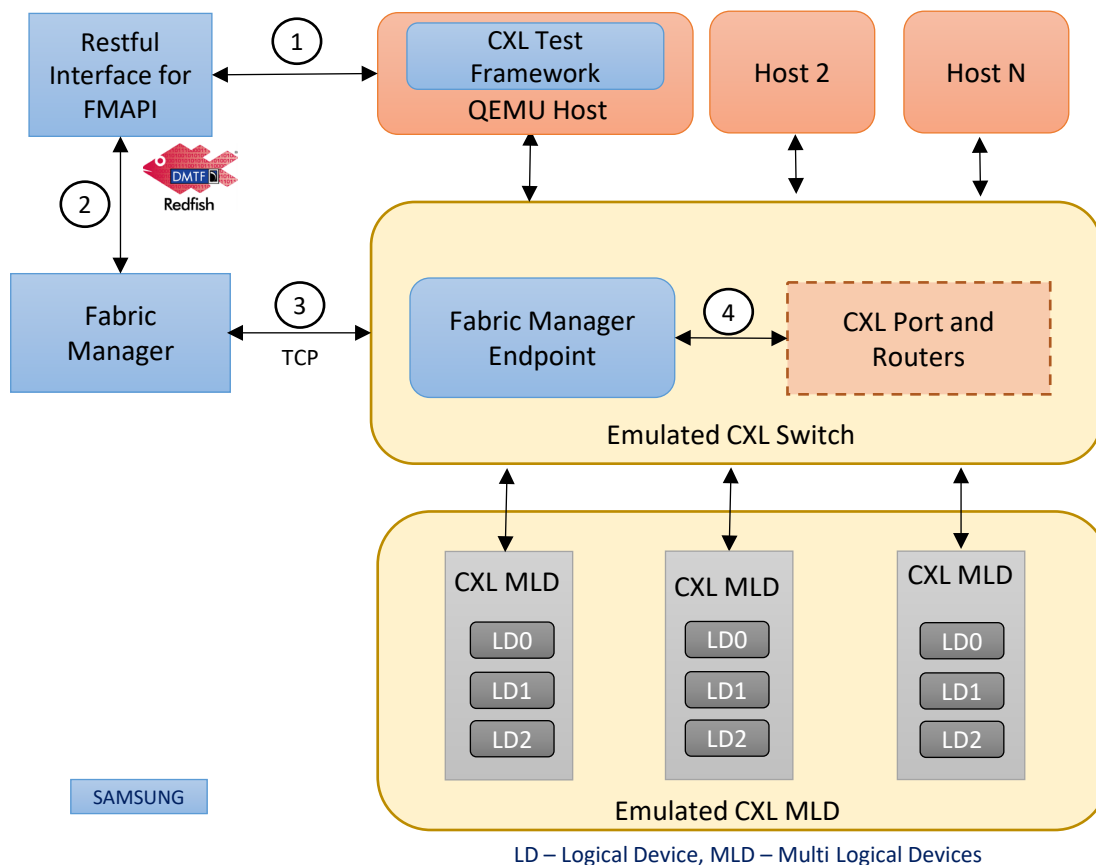 Restful
Interface for
FMAPI
1
CXL Test
Framework
QEMU Host
Host 2
Host N
2
DMTF
Redfish
Fabric
Manager
3
TCP
Fabric Manager
Endpoint
4
CXL Port and
Routers
Emulated CXL Switch
CXL MLD
LD0
LD1
LD2
CXL MLD
LD0
LD1
LD2
CXL MLD
LD0
LD1
LD2
Emulated CXL MLD
SAMSUNG
LD – Logical Device, MLD – Multi Logical Devices